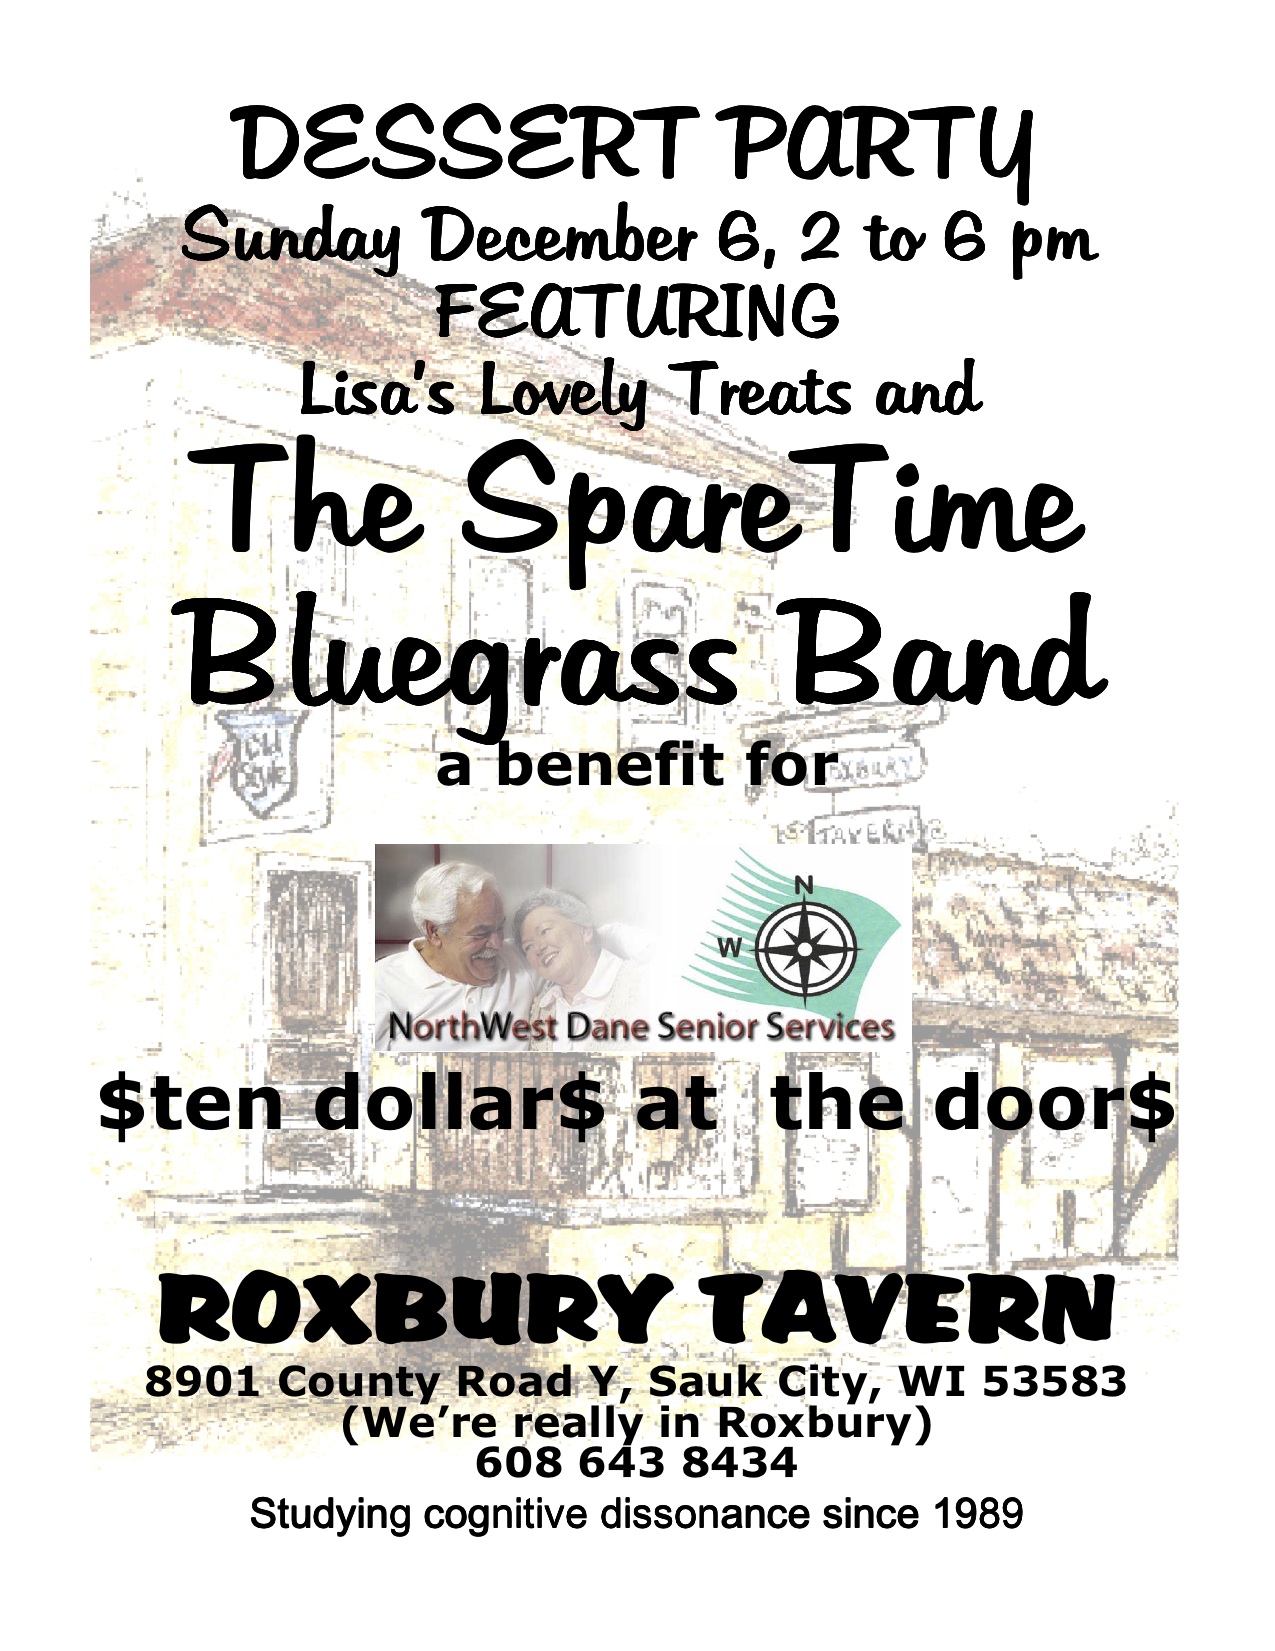 DESSERT PARTY
Sunday December 6, 2 to 6 pm
FEATURING
Lisa's Lovely Treats and
The SpareTime
Bluegrass Band
a benefit for
ROXBURY
TAVERN
N
W
NorthWest Dane Senior Services
$ten dollar$ at  the door$
ROXBURY TAVERN
8901 County Road Y, Sauk City, WI 53583
(We’re really in Roxbury)
608 643 8434
Studying cognitive dissonance since 1989